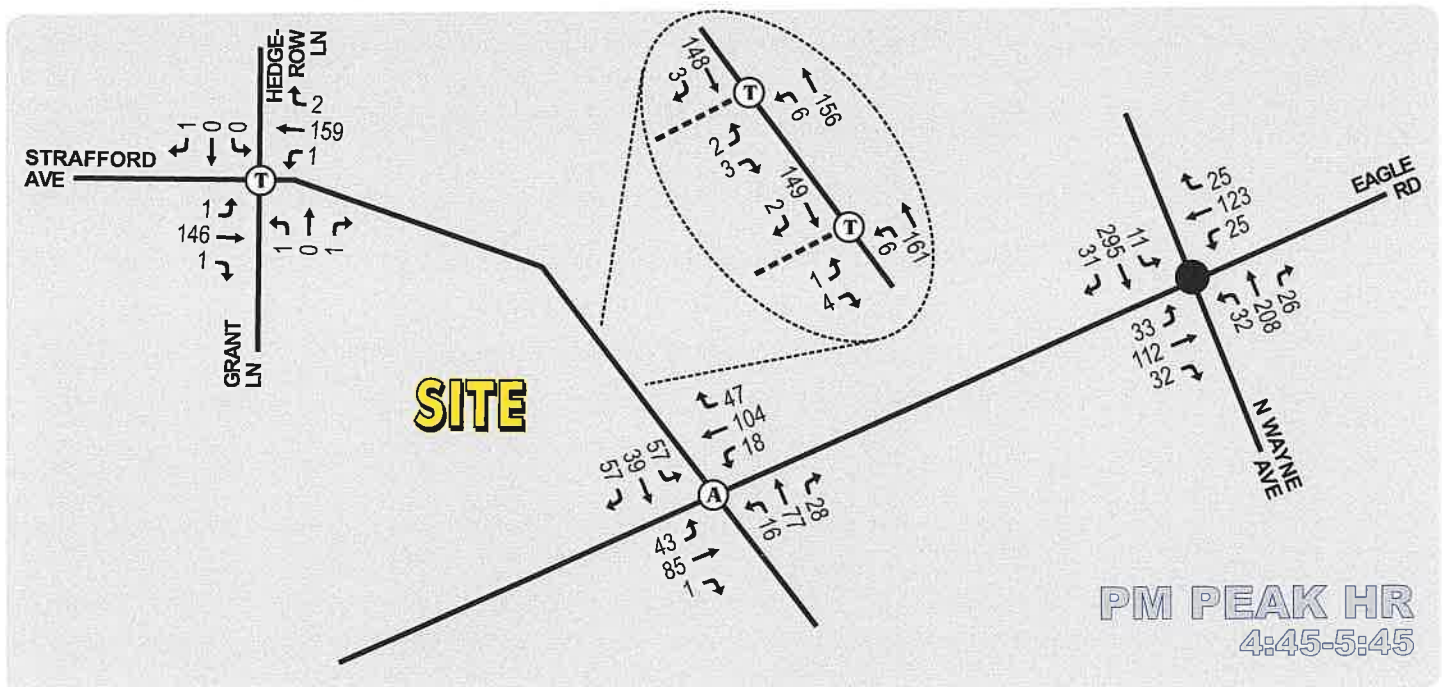 HEDGE-
ROW
LN
2
159
1
1 0 0
STRAFFORD
AVE
T
1
146
1
1 0 1
GRANT
LN
SITE
148
3
T
156
6
2
3
149
2
T
161
6
1
4
47
104
18
57
39
57
A
43
85
1
16
77
28
25
123
25
EAGLE
RD
11
295
31
33
112
32
32
208
26
N WAYNE
AVE
PM PEAK HR
4:45-5:45